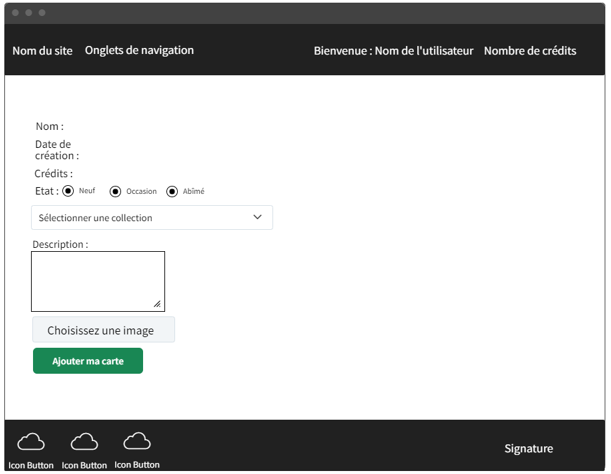 Nom du site Onglets de navigation Bienvenue : Nom de l'utilisateur Nombre de crédits
Nom :
Date de
création :
Crédits :
Etat : Neuf Occasion Abîmé
Sélectionner une collection
Description :
Choisissez une image
Ajouter ma carte
Icon Button Icon Button Icon Button Signature